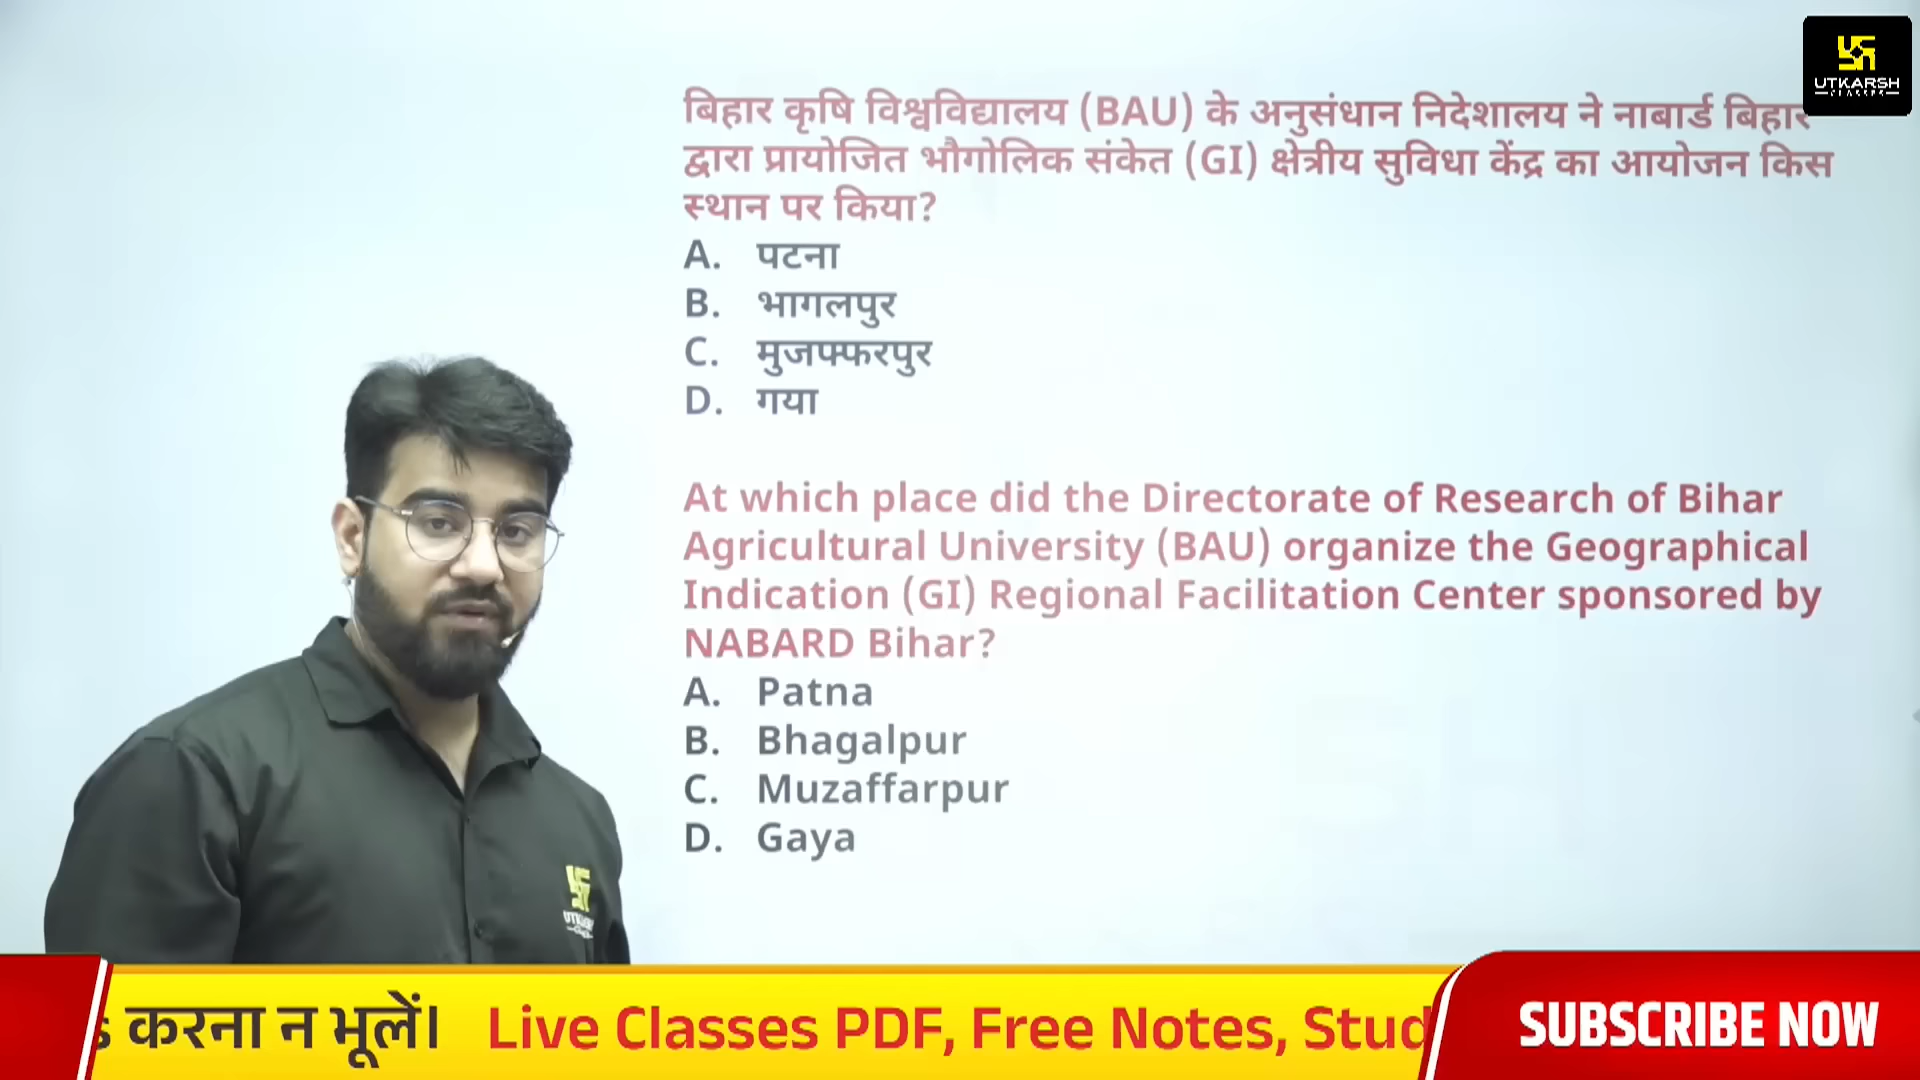 UTKARSH
CLASSES
बिहार कृषि विश्वविद्यालय (BAU) के अनुसंधान निदेशालय ने नाबार्ड बिहार
द्वारा प्रायोजित भौगोलिक संकेत (GI) क्षेत्रीय सुविधा केंद्र का आयोजन किस
स्थान पर किया?
A. पटना
B. भागलपुर
C. मुजफ्फरपुर
D. गया
At which place did the Directorate of Research of Bihar
Agricultural University (BAU) organize the Geographical
Indication (GI) Regional Facilitation Center sponsored by
NABARD Bihar?
A. Patna
B. Bhagalpur
C. Muzaffarpur
D. Gaya
करना न भूलें। Live Classes PDF, Free Notes, Stud
SUBSCRIBE NOW